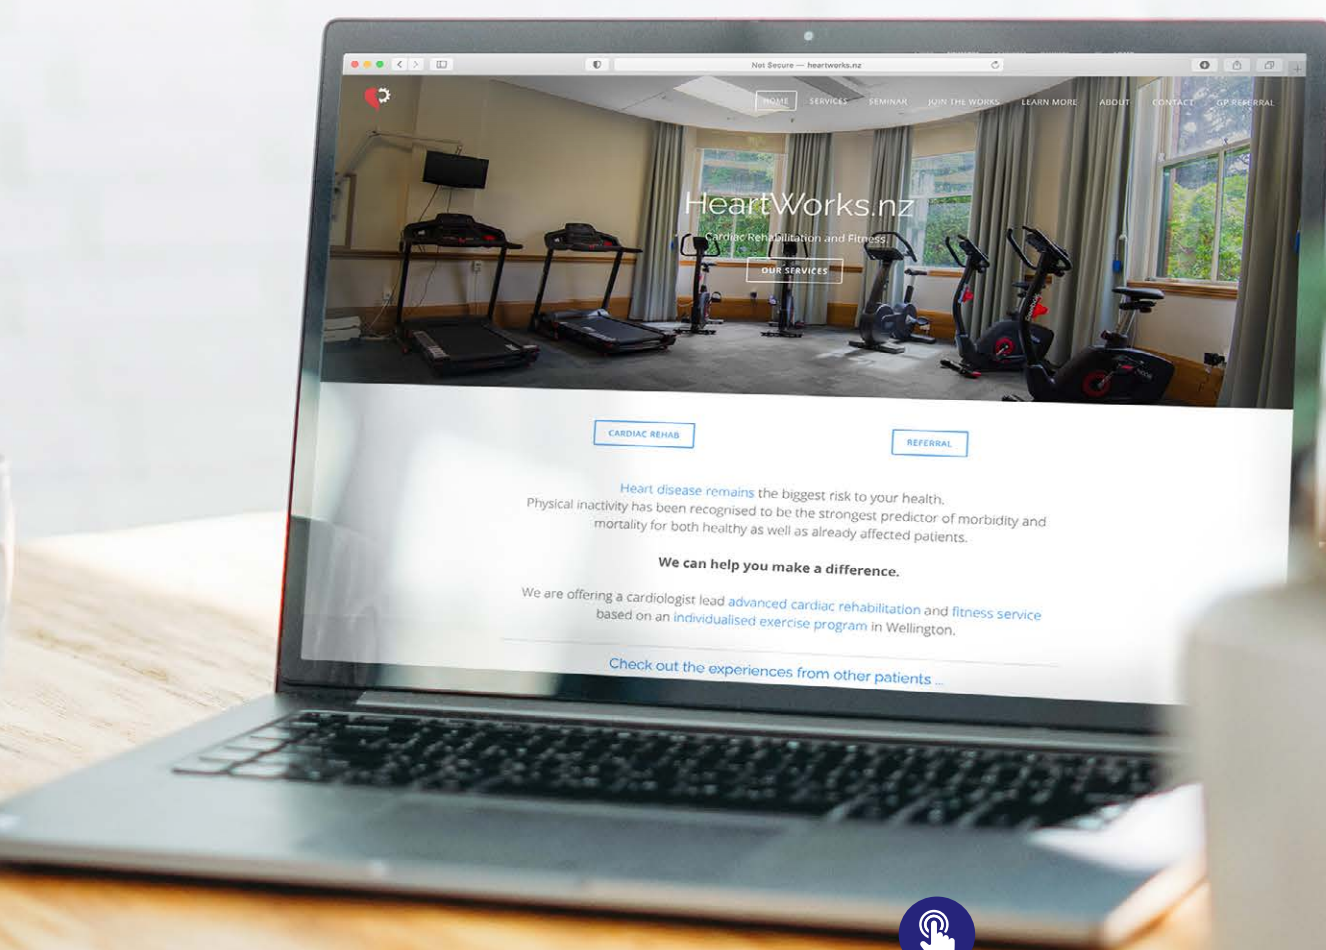 Not Secure — heartworks.nz
HOME SERVICES SEMINAR JOIN THE WORKS LEARN MORE ABOUT CONTACT GP REFERRAL
HeartWorks.nz
Cardiac Rehabilitation and Fitness.
OUR SERVICES
CARDIAC REHAB REFERRAL
Heart disease remains the biggest risk to your health.
Physical inactivity has been recognised to be the strongest predictor of morbidity and
mortality for both healthy as well as already affected patients.
We can help you make a difference.
We are offering a cardiologist lead advanced cardiac rehabilitation and fitness service
based on an individualised exercise program in Wellington.
Check out the experiences from other patients ...